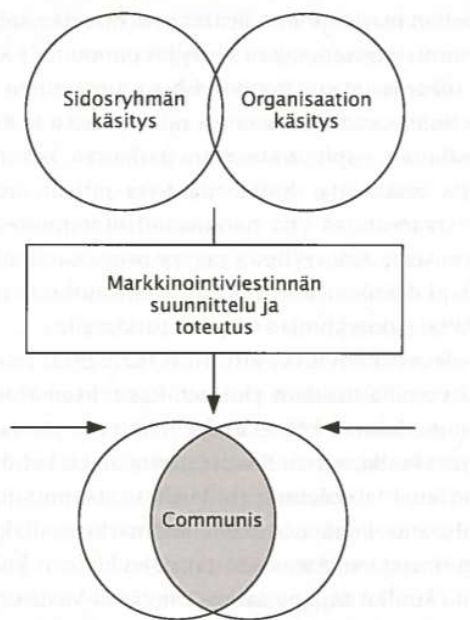 Sidosryhmän
käsitys
Organisaation
käsitys
Markkinointiviestinnän
suunnittelu ja
toteutus
Communis